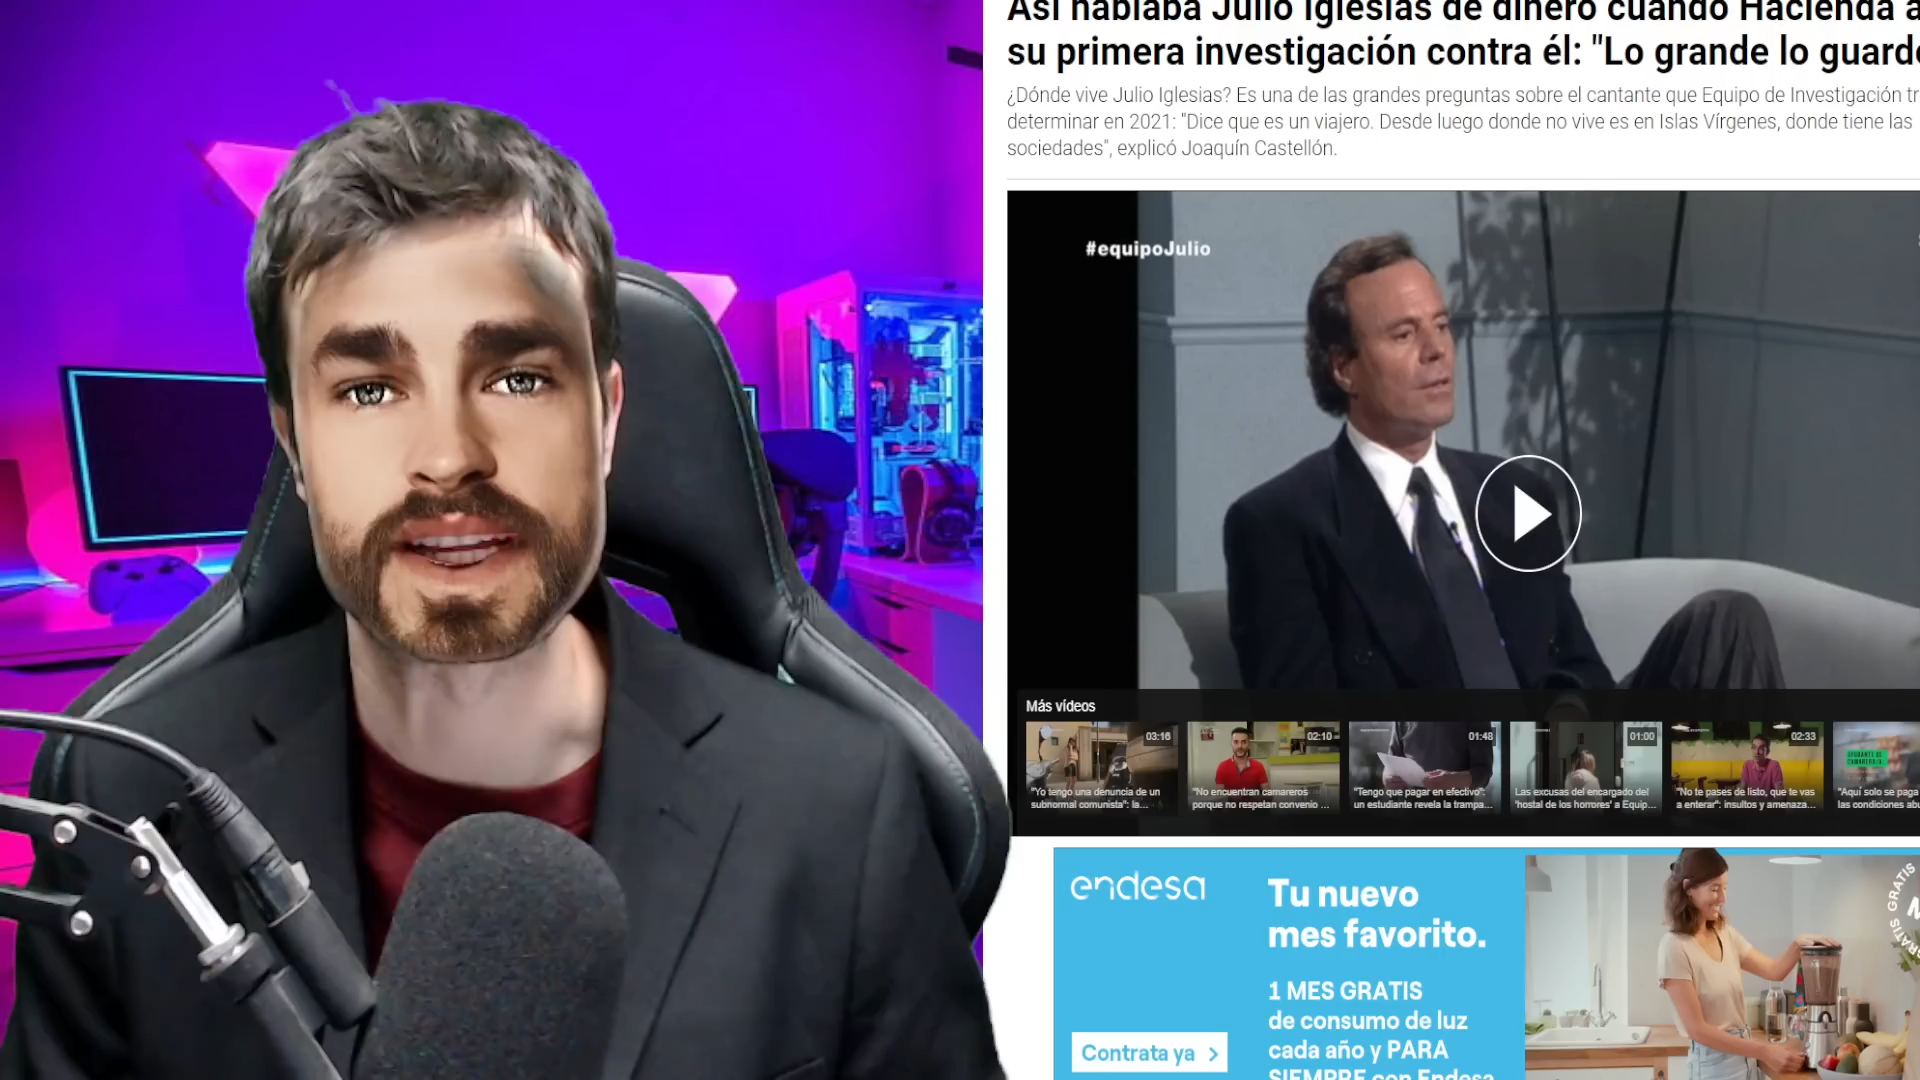 Así hablaba Julio Iglesias de dinero cuando Hacienda a
su primera investigación contra él: "Lo grande lo guard
¿Dónde vive Julio Iglesias? Es una de las grandes preguntas sobre el cantante que Equipo de Investigación tr
determinar en 2021: "Dice que es un viajero. Desde luego donde no vive es en Islas Vírgenes, donde tiene las
sociedades", explicó Joaquín Castellón.
#equipoJulio
Más vídeos
03:16
02:10
01:48
01:00
02:33
"Yo tengo una denuncia de un
subnormal comunista": la...
"No encuentran camareros
porque no respetan convenio ...
"Tengo que pagar en efectivo":
un estudiante revela la trampa...
Las excusas del encargado del
'hostal de los horrores' a Equip...
"No te pases de listo, que te vas
a enterar": insultos y amenaza...
"Aquí solo se paga
las condiciones abu
endesa
Tu nuevo
mes favorito.
1 MES GRATIS
de consumo de luz
cada año y PARA
SIEMPRE con Endesa
Contrata ya
GRATIS
GRATIS